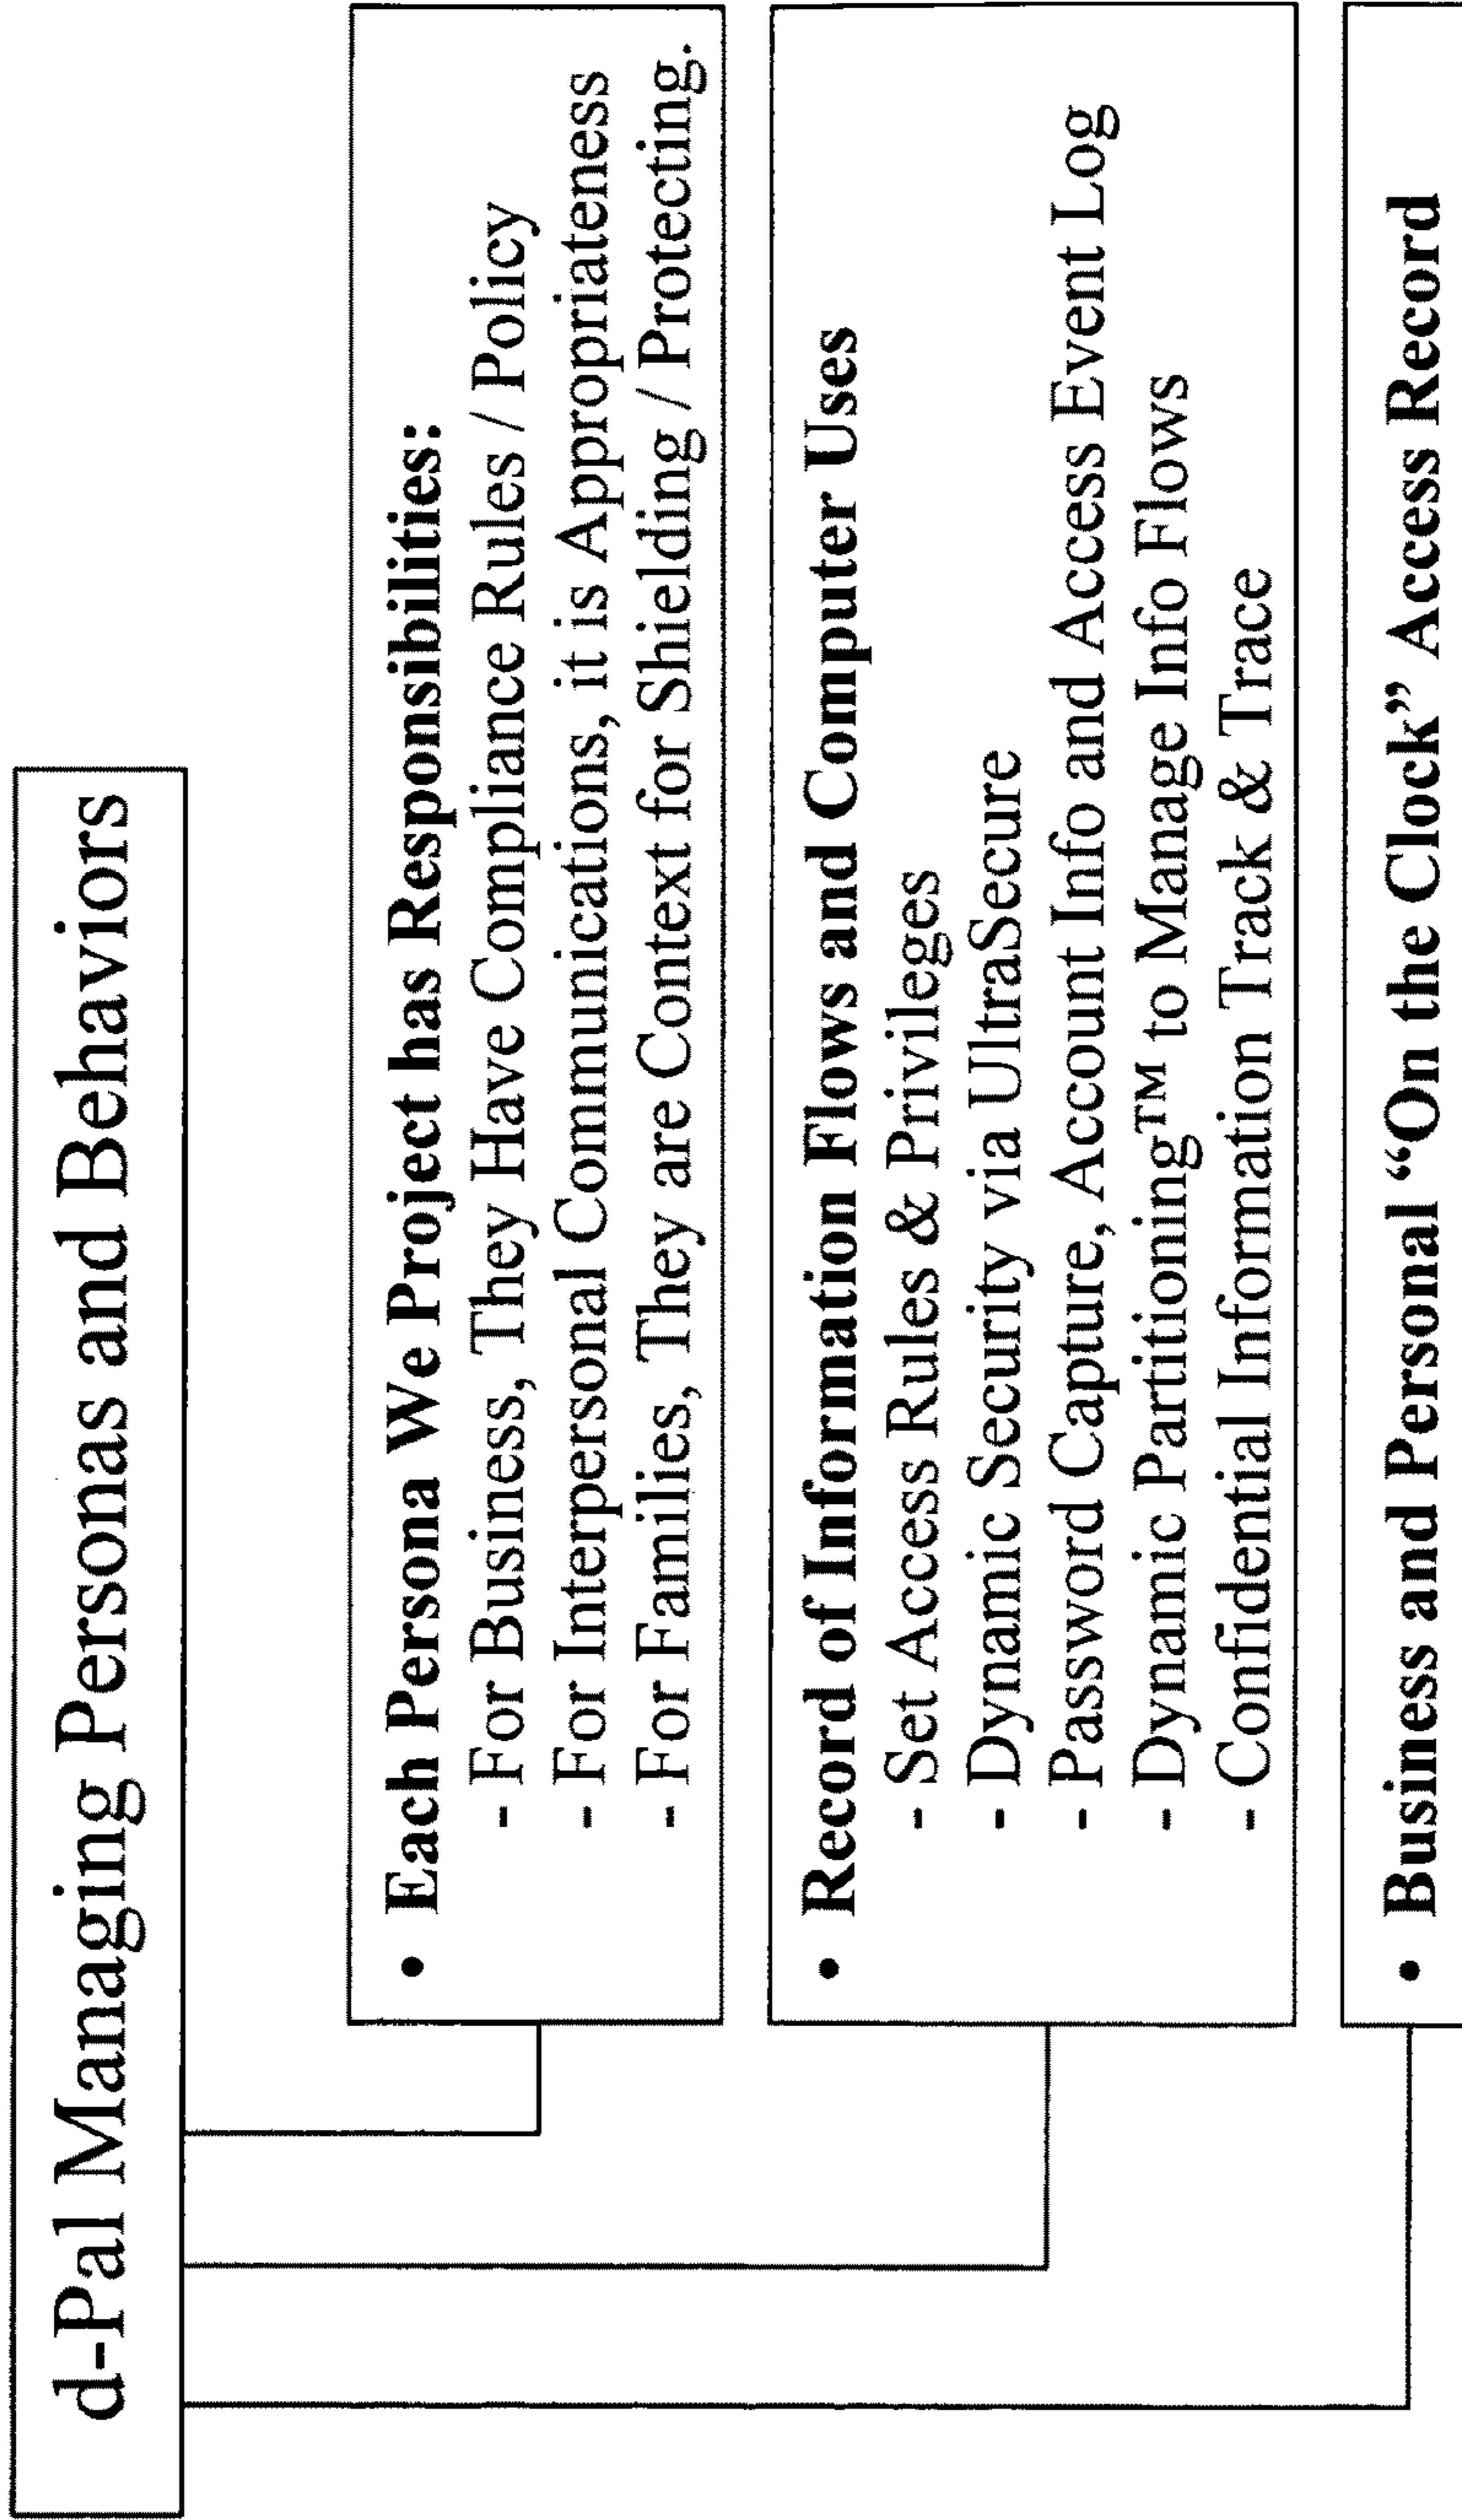 d-Pal Managing Personas and Behaviors
• Each Persona We Project has Responsibilities:
- For Business, They Have Compliance Rules / Policy
- For Interpersonal Communications, it is Appropriateness
- For Families, They are Context for Shielding / Protecting.
• Record of Information Flows and Computer Uses
- Set Access Rules & Privileges
- Dynamic Security via UltraSecure
- Password Capture, Account Info and Access Event Log
- Dynamic Partitioning™ to Manage Info Flows
- Confidential Information Track & Trace
• Business and Personal “On the Clock” Access Record